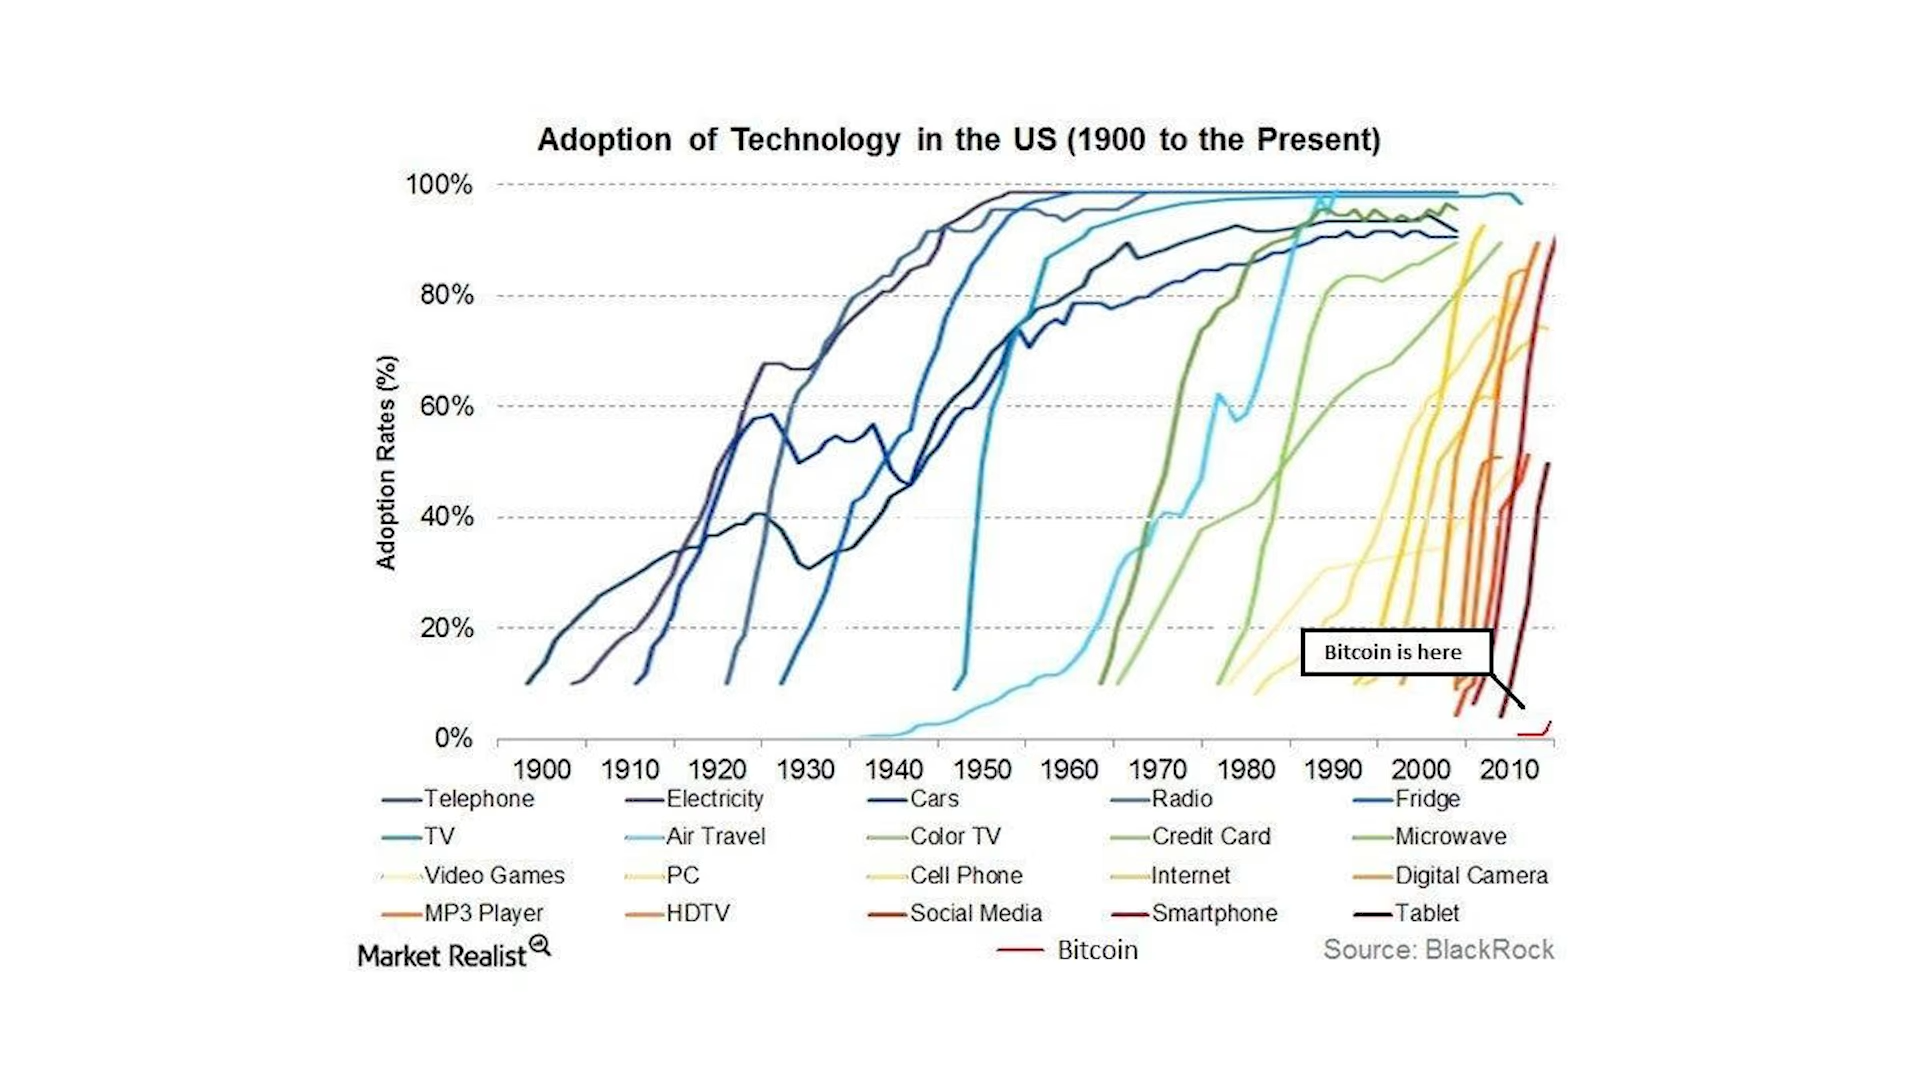 Adoption of Technology in the US (1900 to the Present)
100%
80%
60%
40%
20%
0%
Adoption Rates (%)
Bitcoin is here
1900 1910 1920 1930 1940 1950 1960 1970 1980 1990 2000 2010
Telephone Electricity Cars Radio Fridge
TV Air Travel Color TV Credit Card Microwave
Video Games PC Cell Phone Internet Digital Camera
MP3 Player HDTV Social Media Smartphone Tablet
Market Realist Bitcoin Source: BlackRock